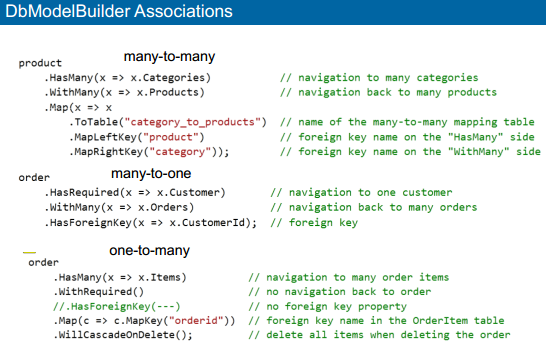 DbModelBuilder Associations
many-to-many
product
.HasMany(x => x.Categories) // navigation to many categories
.WithMany(x => x.Products) // navigation back to many products
.Map(x => x
.ToTable("category_to_products") // name of the many-to-many mapping table
.MapLeftKey("product") // foreign key name on the "HasMany" side
.MapRightKey("category")); // foreign key name on the "WithMany" side
many-to-one
order
.HasRequired(x => x.Customer) // navigation to one customer
.WithMany(x => x.Orders) // navigation back to many orders
.HasForeignKey(x => x.CustomerId); // foreign key
one-to-many
order
.HasMany(x => x.Items) // navigation to many order items
.WithRequired() // no navigation back to order
//.HasForeignKey(---) // no foreign key property
.Map(c => c.MapKey("orderid")) // foreign key name in the OrderItem table
.WillCascadeOnDelete(); // delete all items when deleting the order